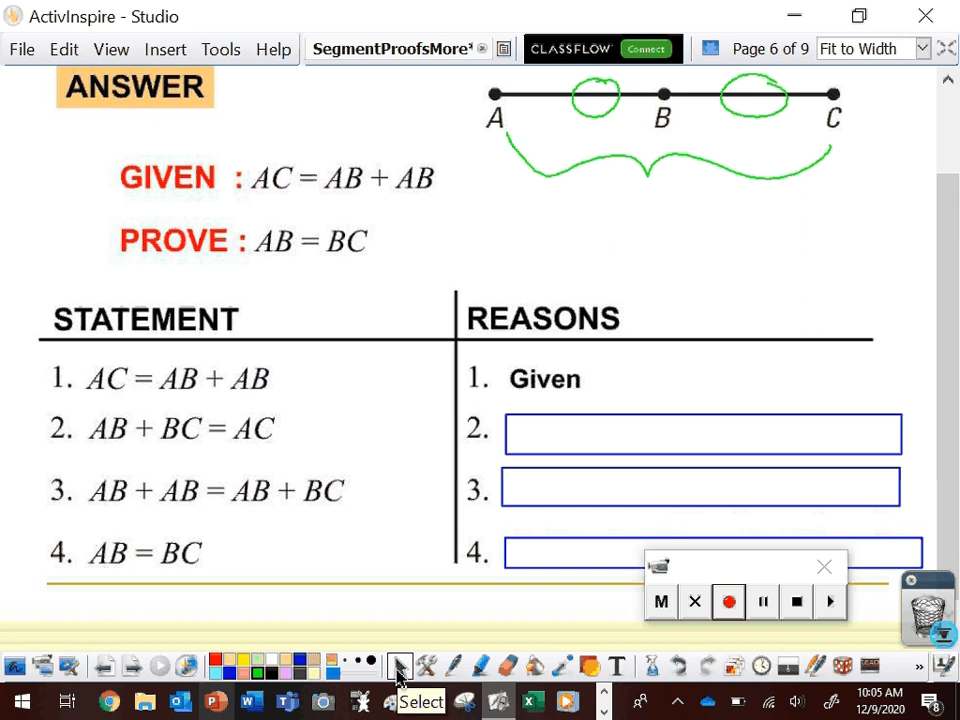 ActivInspire - Studio
File Edit View Insert Tools Help SegmentProofsMore* CLASSFLOW Connect Page 6 of 9 Fit to Width
ANSWER
A B C
GIVEN : AC = AB + AB
PROVE : AB = BC
STATEMENT REASONS
1. AC = AB + AB 1. Given
2. AB + BC = AC 2.
3. AB + AB = AB + BC 3.
4. AB = BC 4.
M
T
Select
10:05 AM
12/9/2020
8